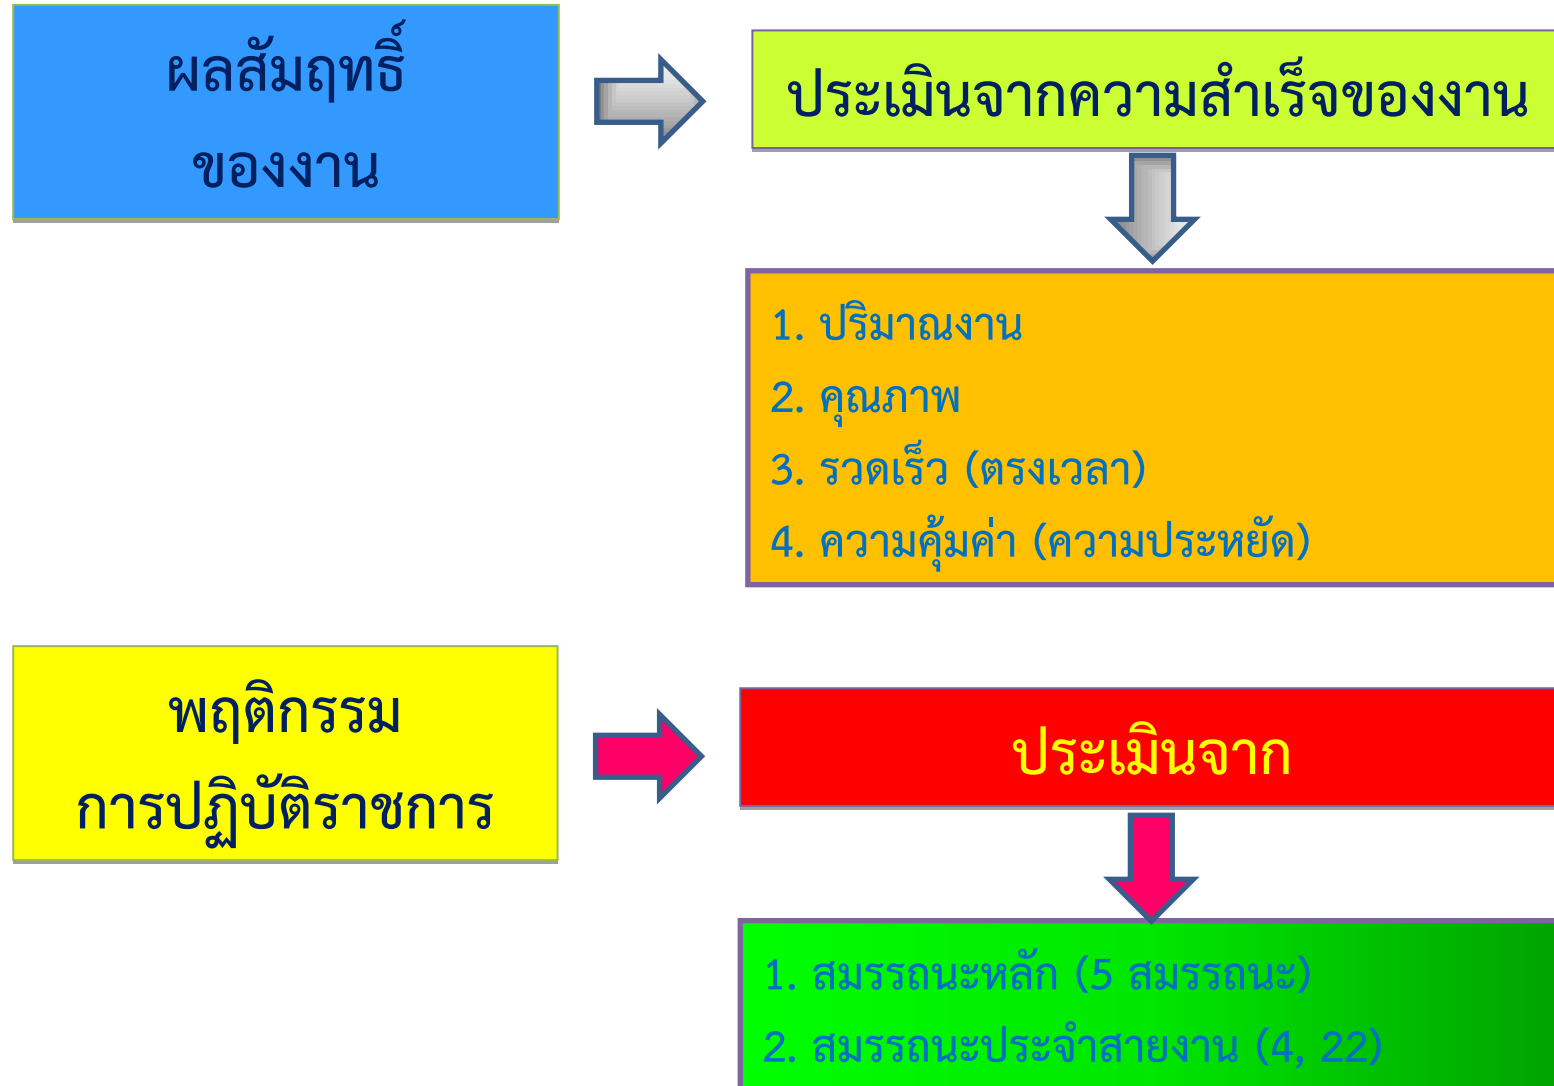 ผลสัมฤทธิ์
ของงาน
ประเมินจากความสำเร็จของงาน
1. ปริมาณงาน
2. คุณภาพ
3. รวดเร็ว (ตรงเวลา)
4. ความคุ้มค่า (ความประหยัด)
พฤติกรรม
การปฏิบัติราชการ
ประเมินจาก
1. สมรรถนะหลัก (5 สมรรถนะ)
2. สมรรถนะประจำสายงาน (4, 22)